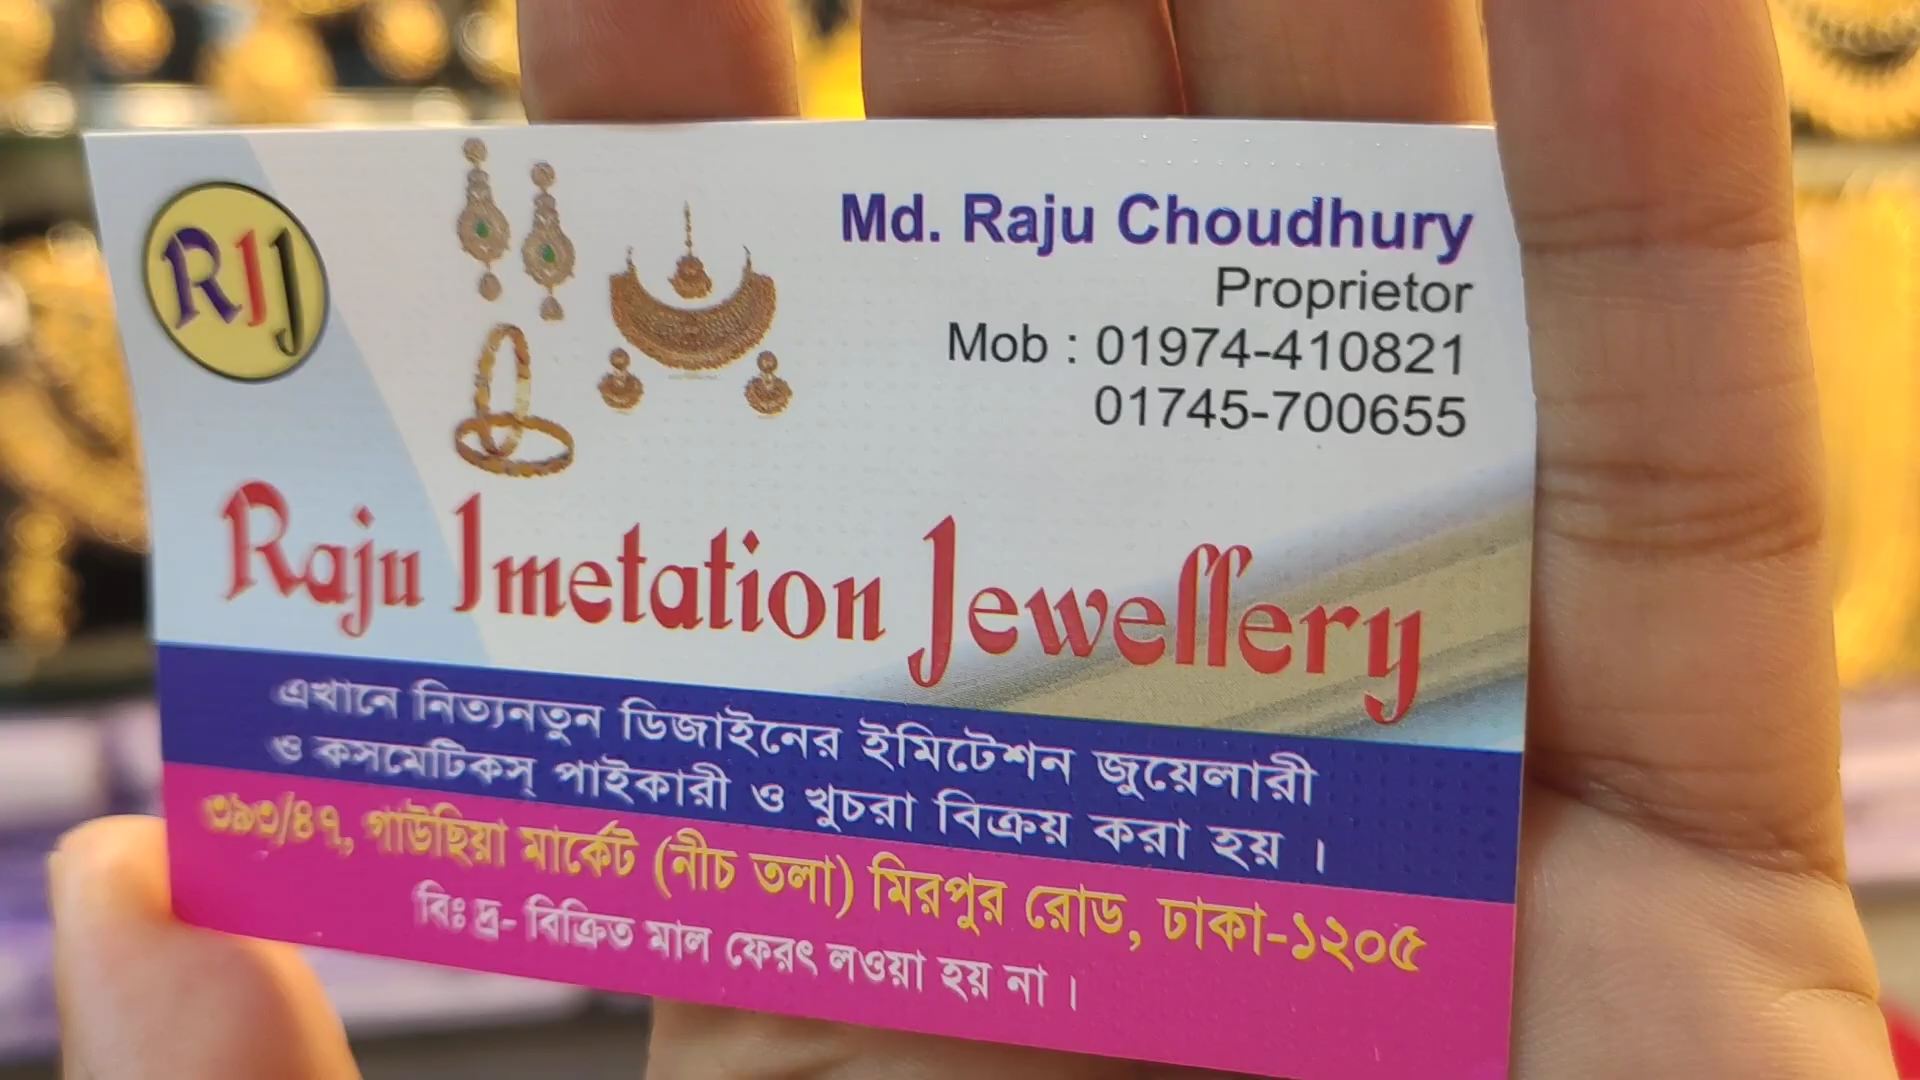 RIJ
Md. Raju Choudhury
Proprietor
Mob : 01974-410821
01745-700655
Raju Imetation Jewellery
এখানে নিত্যনতুন ডিজাইনের ইমিটেশন জুয়েলারী
ও কসমেটিকস্ পাইকারী ও খুচরা বিক্রয় করা হয় ।
৩৯৩/৪৭, গাউছিয়া মার্কেট (নীচ তলা) মিরপুর রোড, ঢাকা-১২০৫
বিঃ দ্র- বিক্রিত মাল ফেরৎ লওয়া হয় না ।